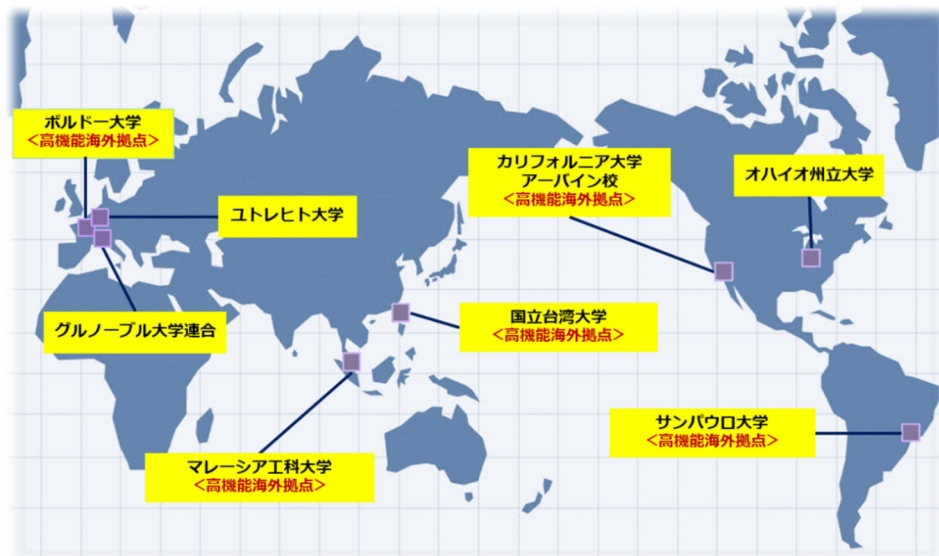 ボルドー大学
<高機能海外拠点>
カリフォルニア大学
アーバイン校
<高機能海外拠点>
オハイオ州立大学
ユトレヒト大学
グルノーブル大学連合
国立台湾大学
<高機能海外拠点>
サンパウロ大学
<高機能海外拠点>
マレーシア工科大学
<高機能海外拠点>